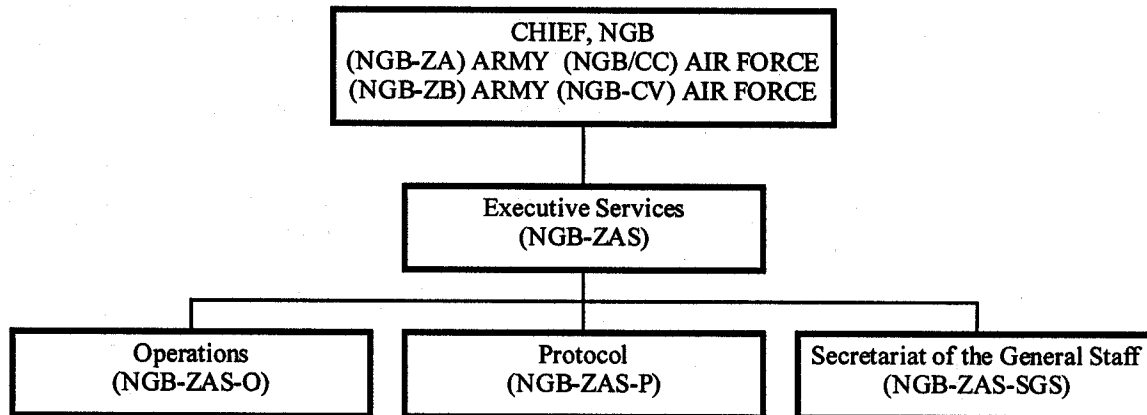 CHIEF, NGB
(NGB-ZA) ARMY (NGB/CC) AIR FORCE
(NGB-ZB) ARMY (NGB-CV) AIR FORCE
Executive Services
(NGB-ZAS)
Operations
(NGB-ZAS-O)
Protocol
(NGB-ZAS-P)
Secretariat of the General Staff
(NGB-ZAS-SGS)